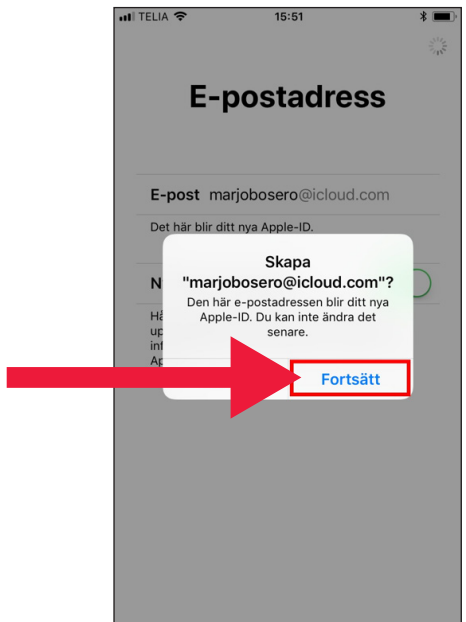 TELIA 15:51
E-postadress
E-post marjobosero@icloud.com
Det här blir ditt nya Apple-ID.
Skapa
"marjobosero@icloud.com"?
Den här e-postadressen blir ditt nya
Apple-ID. Du kan inte ändra det
senare.
Fortsätt